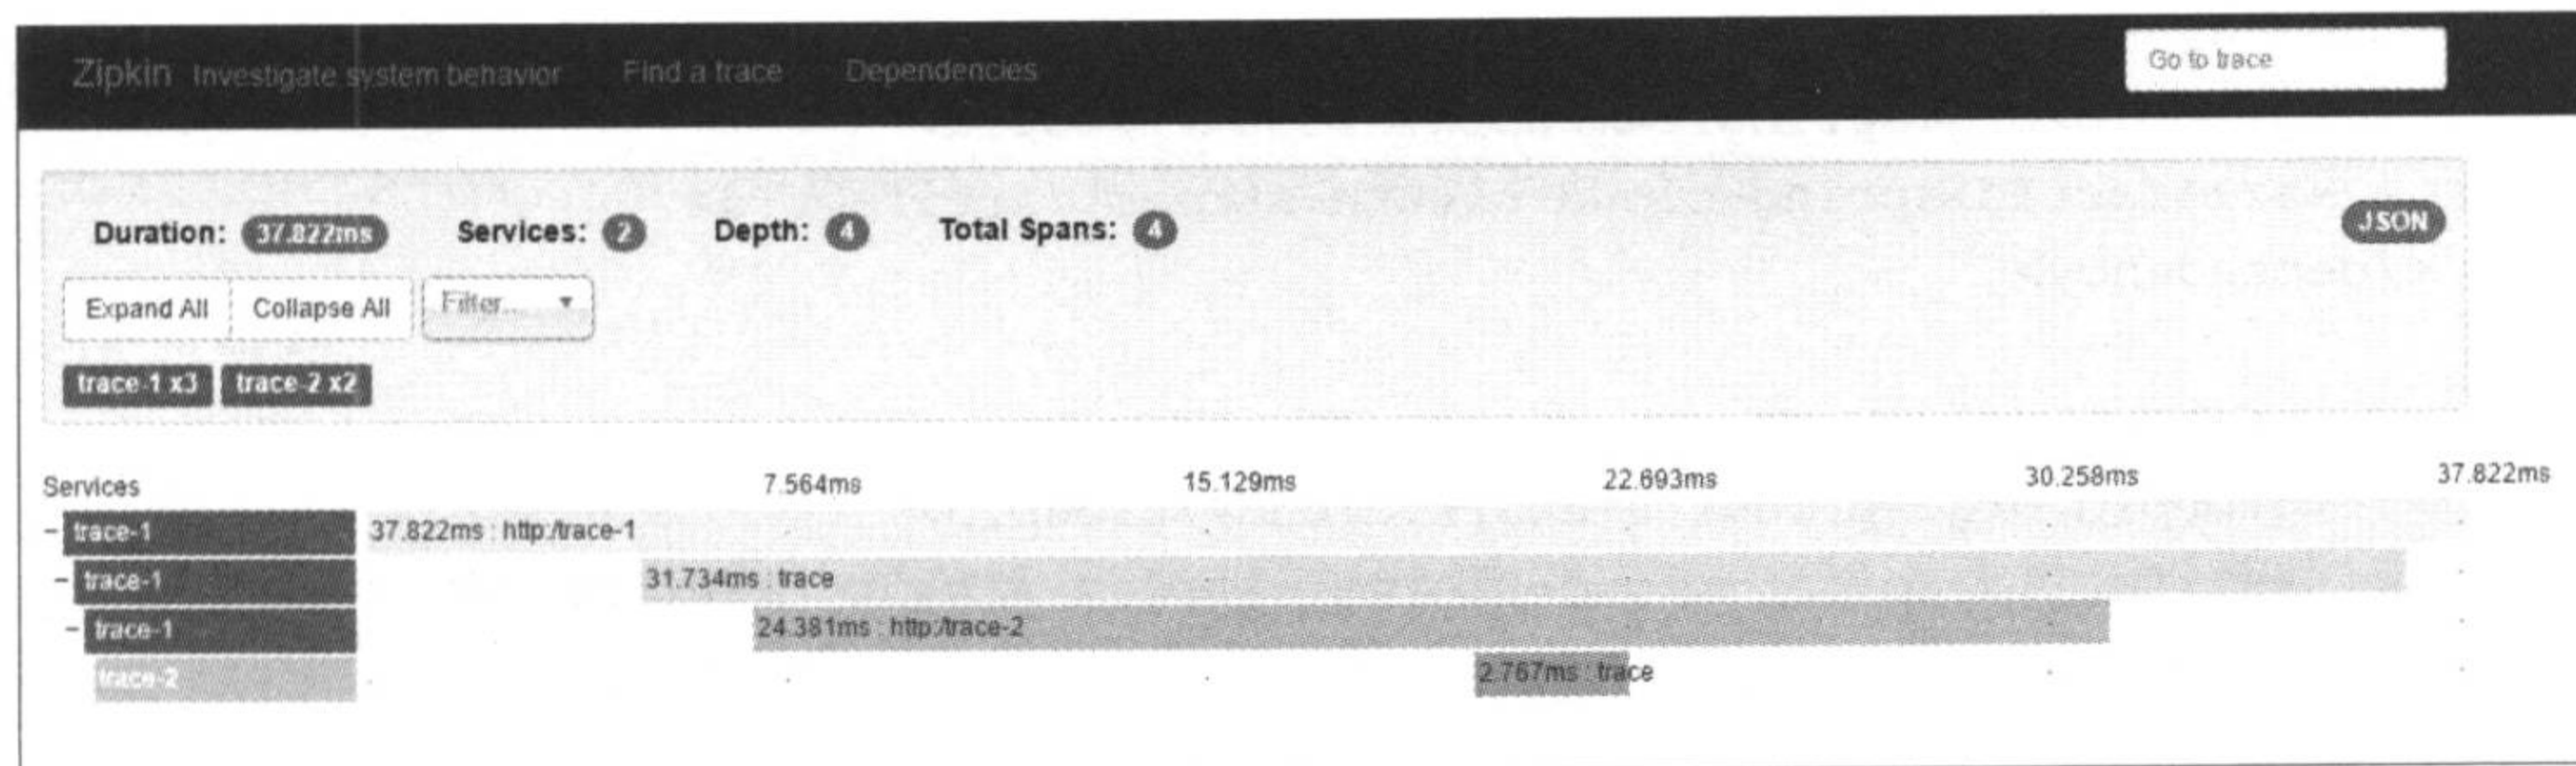 Zipkin Investigate system behavior Find a trace Dependencies Go to trace
Duration: 37.822ms Services: 2 Depth: 4 Total Spans: 4 JSON
Expand All Collapse All Filter...
trace-1 x3 trace-2 x2
Services 7.564ms 15.129ms 22.693ms 30.258ms 37.822ms
trace-1 37.822ms : http:/trace-1
trace-1 31.734ms : trace
trace-1 24.381ms : http:/trace-2
trace-2 2.767ms : trace